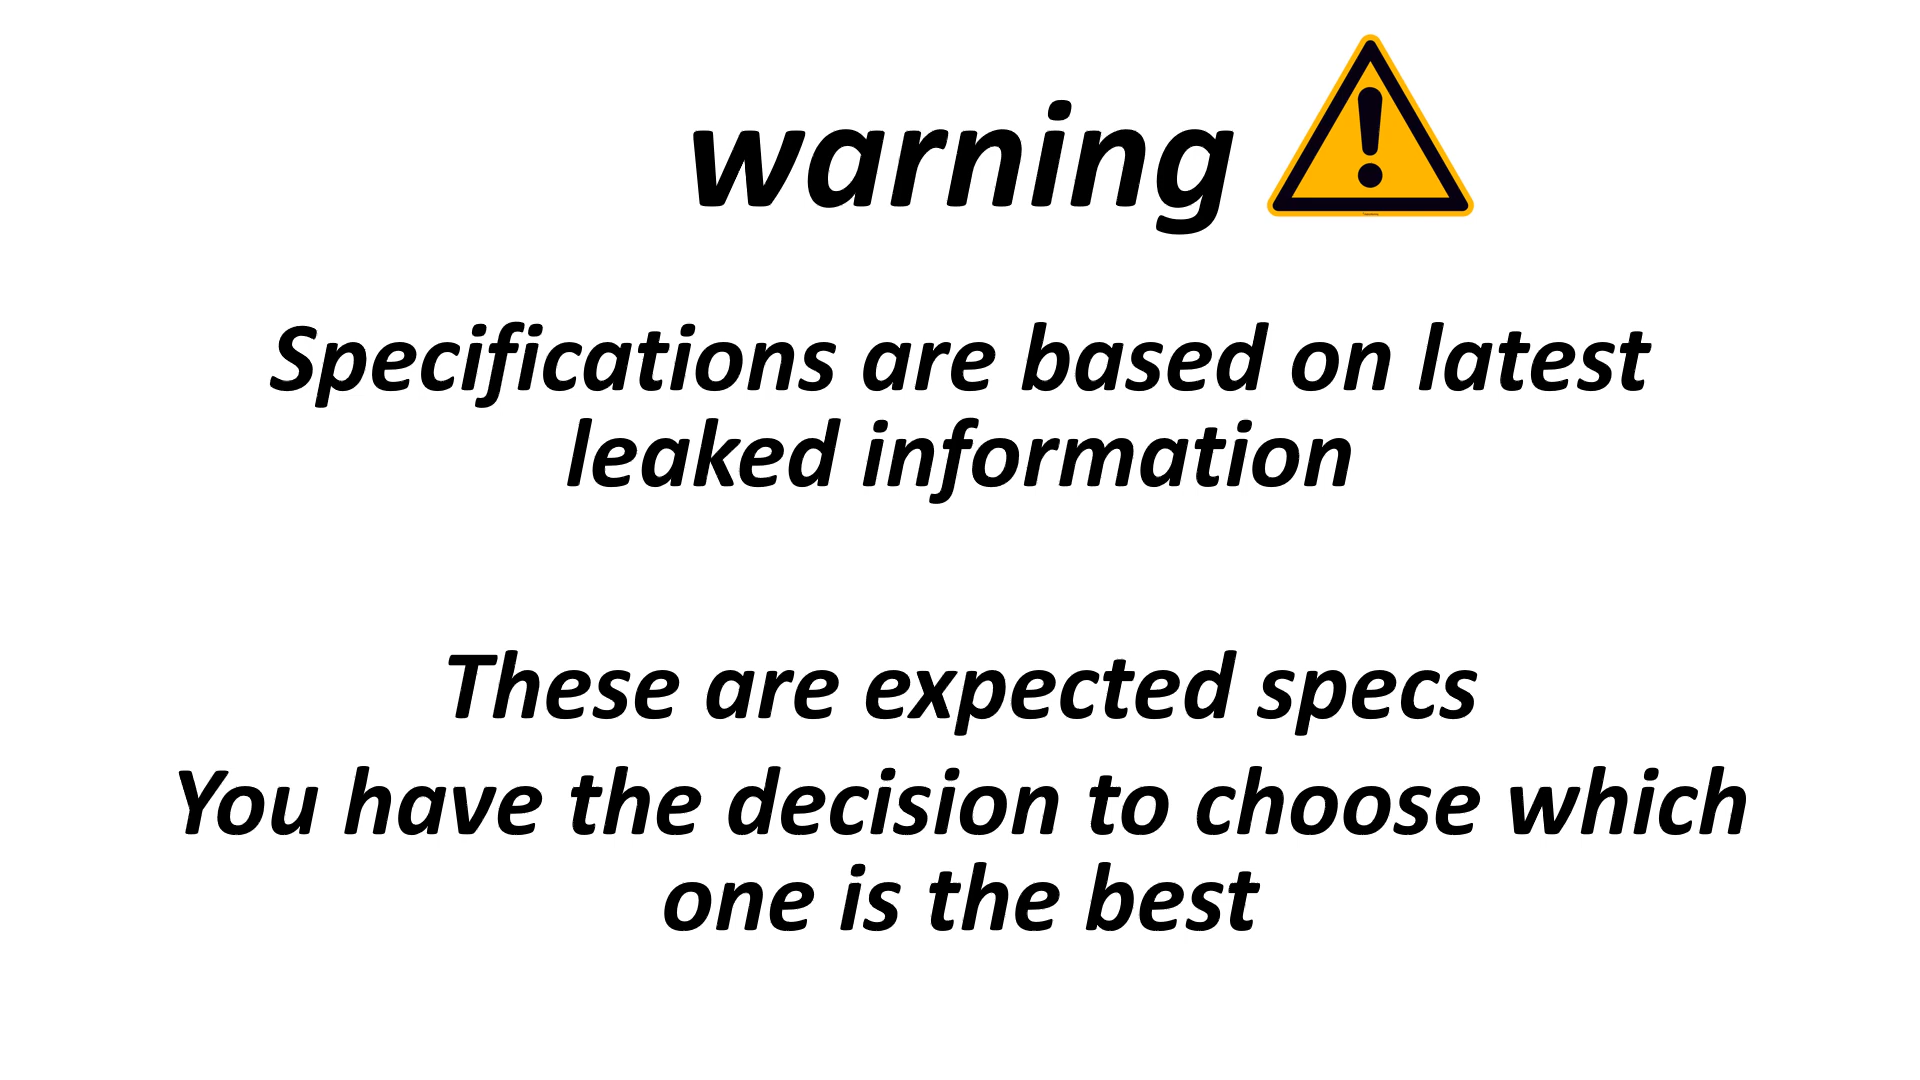 warning
Specifications are based on latest
leaked information
These are expected specs
You have the decision to choose which
one is the best